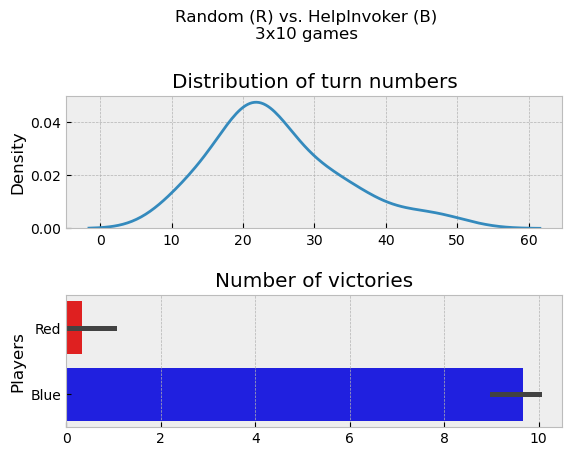 Random (R) vs. HelpInvoker (B)
3x10 games
Distribution of turn numbers
Density
0.04
0.02
0.00
0 10 20 30 40 50 60
Number of victories
Players
Red
Blue
0 2 4 6 8 10